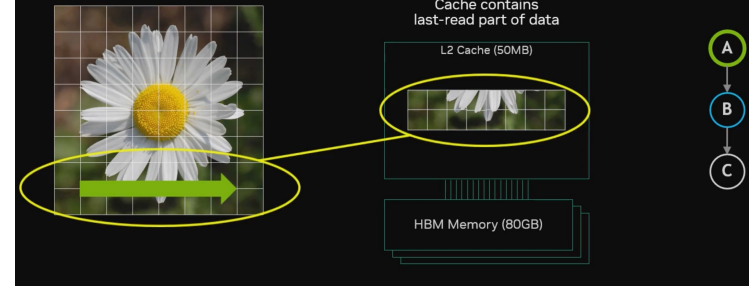 Cache contains
last-read part of data
L2 Cache (50MB)
HBM Memory (80GB)
A
B
C